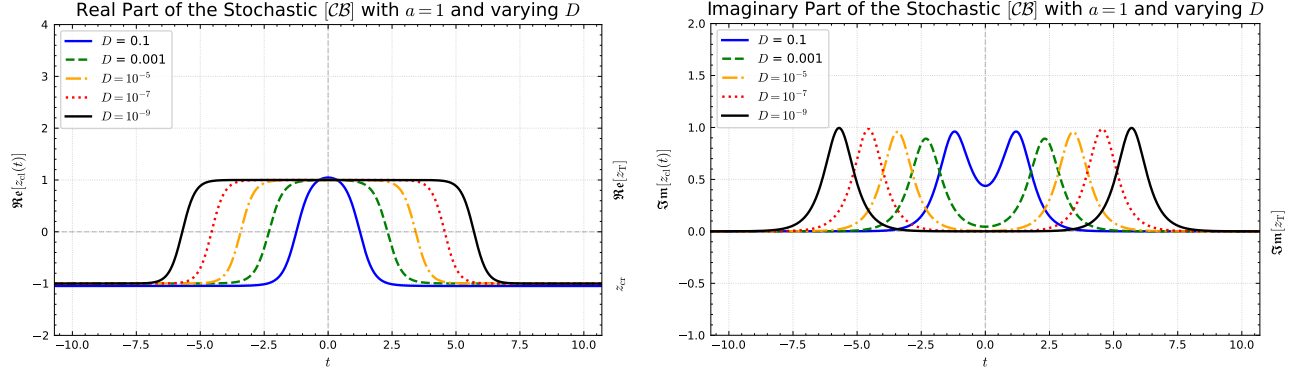 Real Part of the Stochastic [𝒞ℬ] with a = 1 and varying D
D = 0.1
D = 0.001
D = 10⁻⁵
D = 10⁻⁷
D = 10⁻⁹
4
3
2
1
0
−1
−2
ℜe[z_cl(t)]
ℜe[z_T]
z_cr
−10.0 −7.5 −5.0 −2.5 0.0 2.5 5.0 7.5 10.0
t
Imaginary Part of the Stochastic [𝒞ℬ] with a = 1 and varying D
D = 0.1
D = 0.001
D = 10⁻⁵
D = 10⁻⁷
D = 10⁻⁹
2.0
1.5
1.0
0.5
0.0
−0.5
−1.0
ℑm[z_cl(t)]
ℑm[z_T]
−10.0 −7.5 −5.0 −2.5 0.0 2.5 5.0 7.5 10.0
t